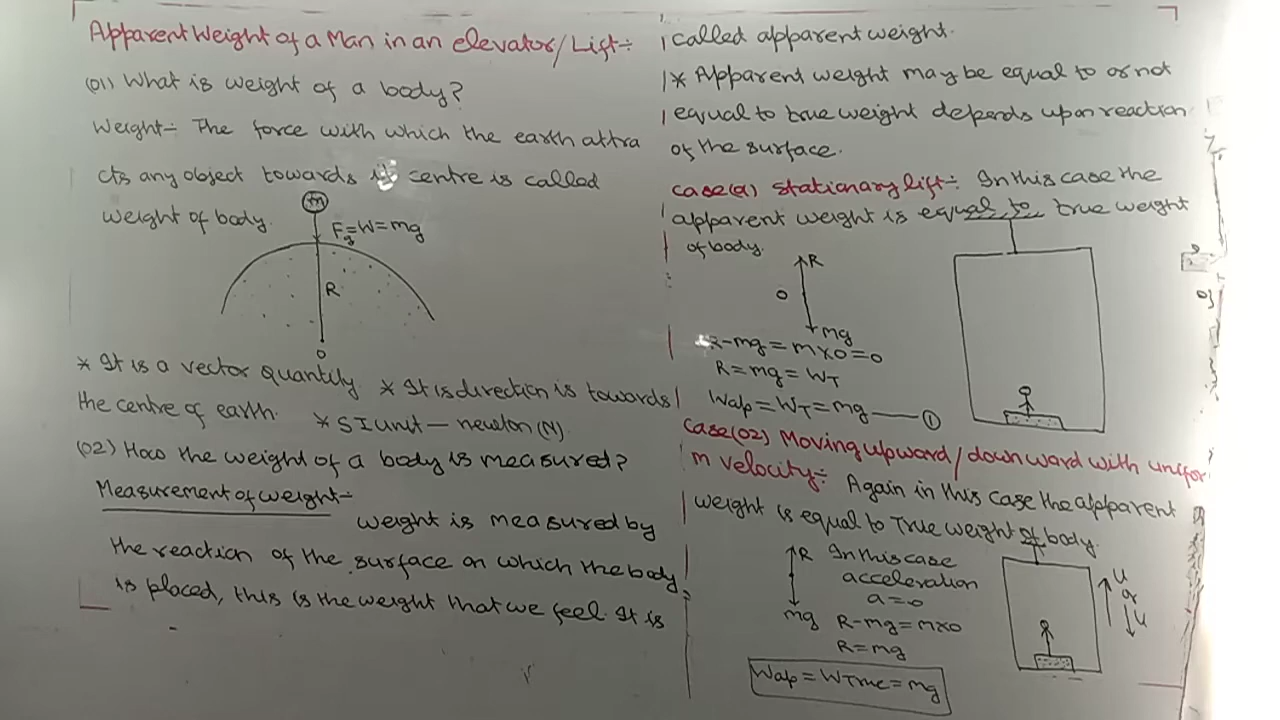 Apparent Weight of a Man in an elevator/Lift÷
(01) What is weight of a body?
Weight÷ The force with which the earth attra
cts any object towards it centre is called
weight of body.
m
Fg=W=mg
R
o
* It is a vector quantity * It is direction is towards
the centre of earth. * SI unit – newton (N)
(02) How the weight of a body is measured?
Measurement of weight÷
weight is measured by
the reaction of the surface on which the body
is placed, this is the weight that we feel. It is
called apparent weight.
* Apparent weight may be equal to or not
equal to true weight depends upon reaction
of the surface.
case(a) stationary lift÷ In this case the
apparent weight is equal to true weight
of body.
R
o
mg
R-mg=m×0=0
R=mg=WT
Wap=WT=mg——①
case(02) Moving upward/downward with unifor
m velocity÷ Again in this case the apparent
weight is equal to True weight of body.
R In this case
acceleration
a=0
mg R-mg=m×0
R=mg
Wap=WTrue=mg
u
or
u